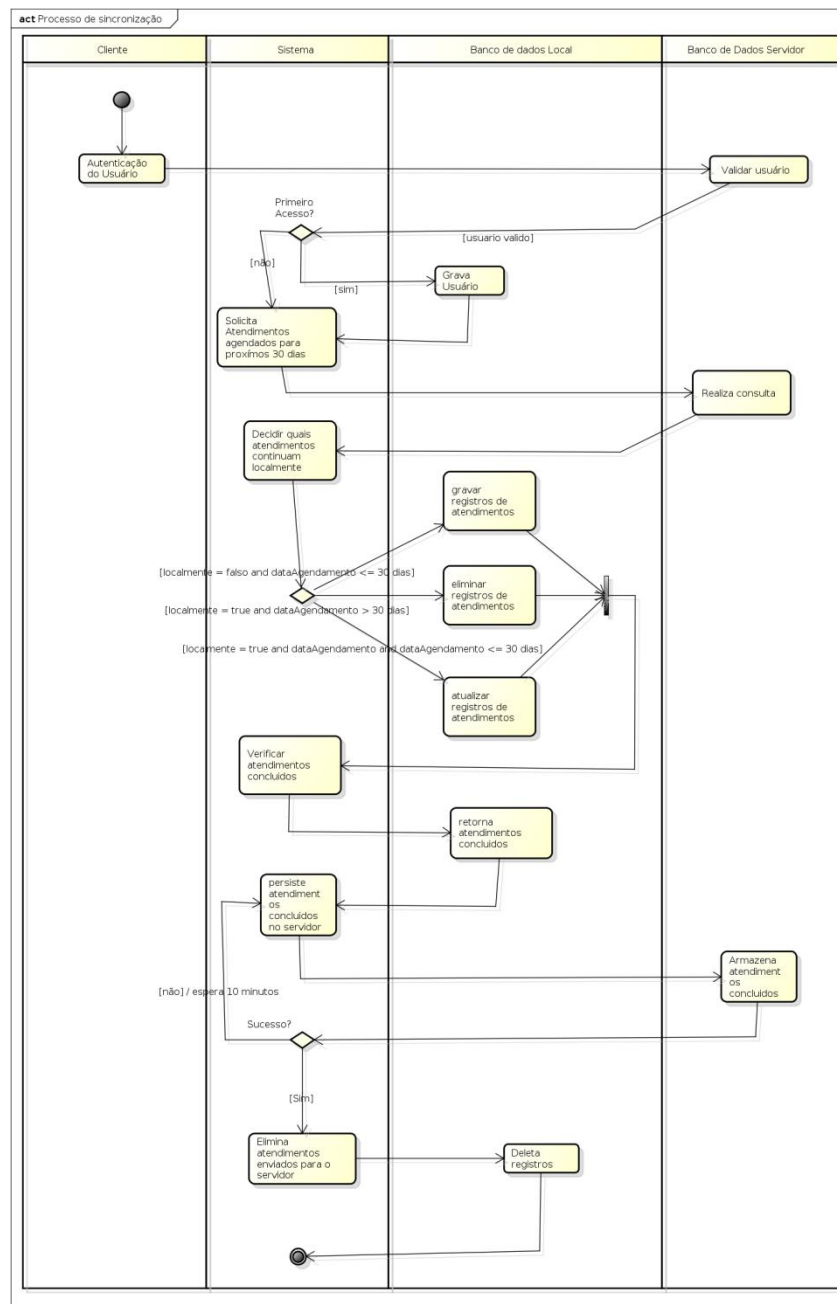 act Processo de sincronização
Cliente
Sistema
Banco de dados Local
Banco de Dados Servidor
Autenticação
do Usuário
Validar usuário
Primeiro
Acesso?
[usuario valido]
[não]
[sim]
Grava
Usuário
Solicita
Atendimentos
agendados para
proxímos 30 dias
Realiza consulta
Decidir quais
atendimentos
continuam
localmente
gravar
registros de
atendimentos
[localmente = falso and dataAgendamento <= 30 dias]
eliminar
registros de
atendimentos
[localmente = true and dataAgendamento > 30 dias]
[localmente = true and dataAgendamento and dataAgendamento <= 30 dias]
atualizar
registros de
atendimentos
Verificar
atendimentos
concluidos
retorna
atendimentos
concluidos
persiste
atendiment
os
concluidos
no servidor
Armazena
atendiment
os
concluidos
[não] / espera 10 minutos
Sucesso?
[Sim]
Elimina
atendimentos
enviados para o
servidor
Deleta
registros